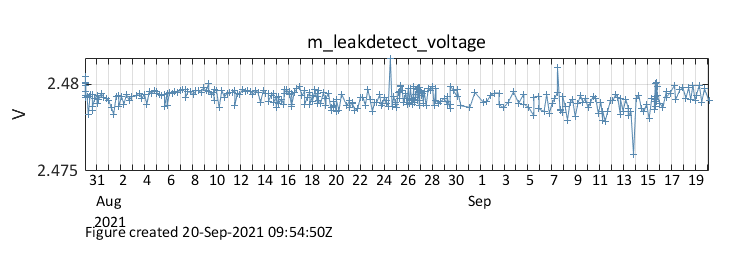 m_leakdetect_voltage
2.48
V
2.475
31 2 4 6 8 10 12 14 16 18 20 22 24 26 28 30 1 3 5 7 9 11 13 15 17 19
Aug Sep
2021
Figure created 20-Sep-2021 09:54:50Z